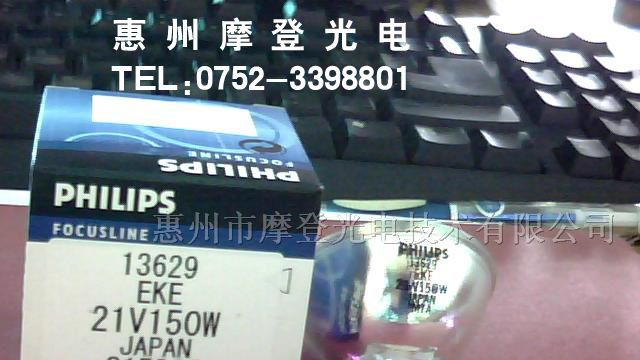 惠州摩登光电
TEL:0752-3398801
PHILIPS
FOCUSLINE
PHILIPS
FOCUSLINE
惠州市摩登光电技术有限公司
13629
EKE
21V150W
JAPAN
PHILIPS
13629
EKE
21V150W
JAPAN